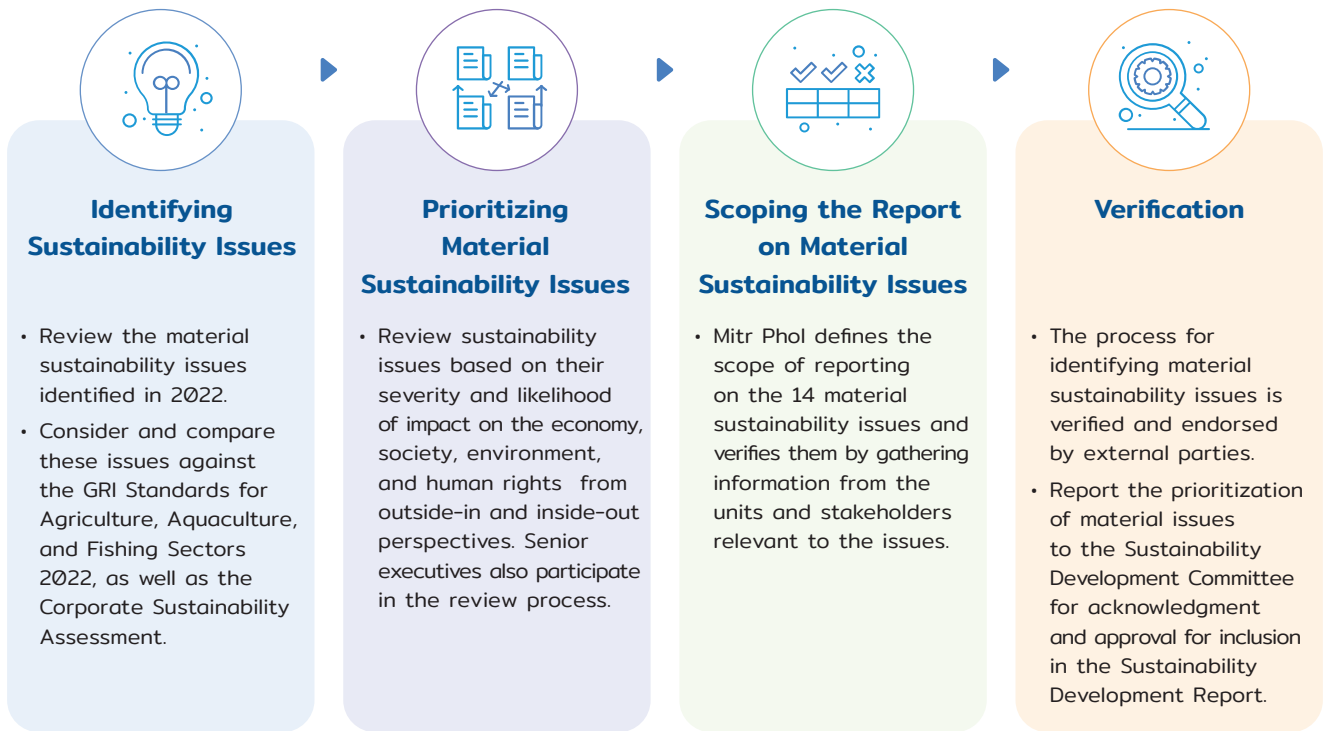 Identifying
Sustainability Issues
• Review the material
sustainability issues
identified in 2022.
• Consider and compare
these issues against
the GRI Standards for
Agriculture, Aquaculture,
and Fishing Sectors
2022, as well as the
Corporate Sustainability
Assessment.
Prioritizing
Material
Sustainability Issues
• Review sustainability
issues based on their
severity and likelihood
of impact on the economy,
society, environment,
and human rights from
outside-in and inside-out
perspectives. Senior
executives also participate
in the review process.
Scoping the Report
on Material
Sustainability Issues
• Mitr Phol defines the
scope of reporting
on the 14 material
sustainability issues and
verifies them by gathering
information from the
units and stakeholders
relevant to the issues.
Verification
• The process for
identifying material
sustainability issues is
verified and endorsed
by external parties.
• Report the prioritization
of material issues
to the Sustainability
Development Committee
for acknowledgment
and approval for inclusion
in the Sustainability
Development Report.